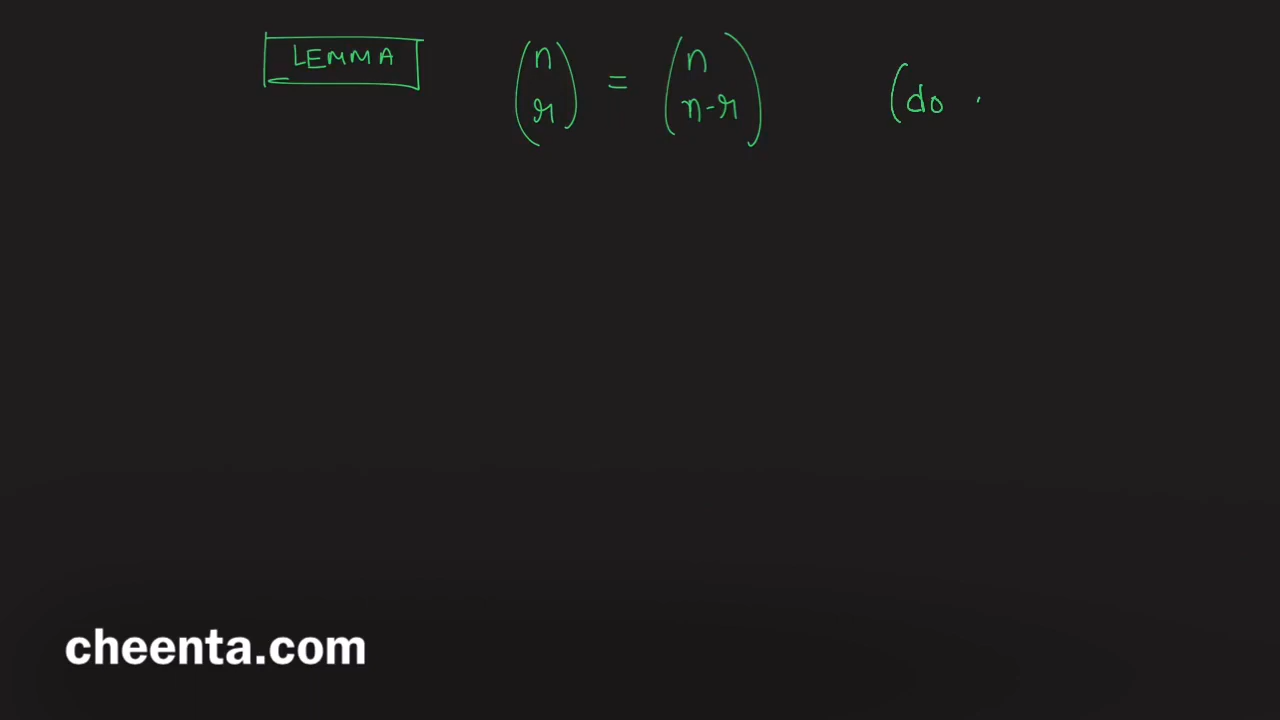 LEMMA (n r) = (n n-r) (do
cheenta.com